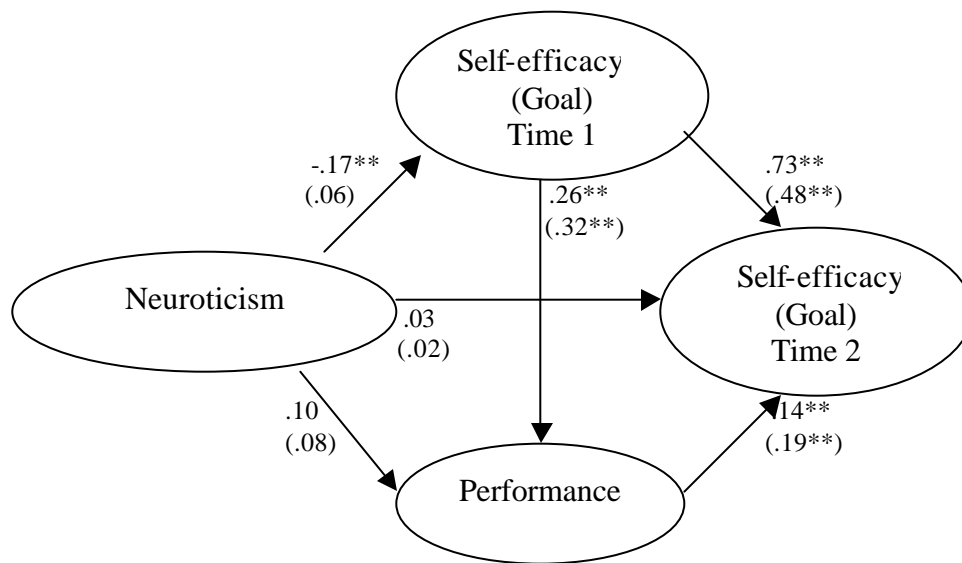 Self-efficacy
(Goal)
Time 1
-.17**
(.06)
.73**
(.48**)
.26**
(.32**)
Neuroticism
Self-efficacy
(Goal)
Time 2
.03
(.02)
.10
(.08)
.14**
(.19**)
Performance